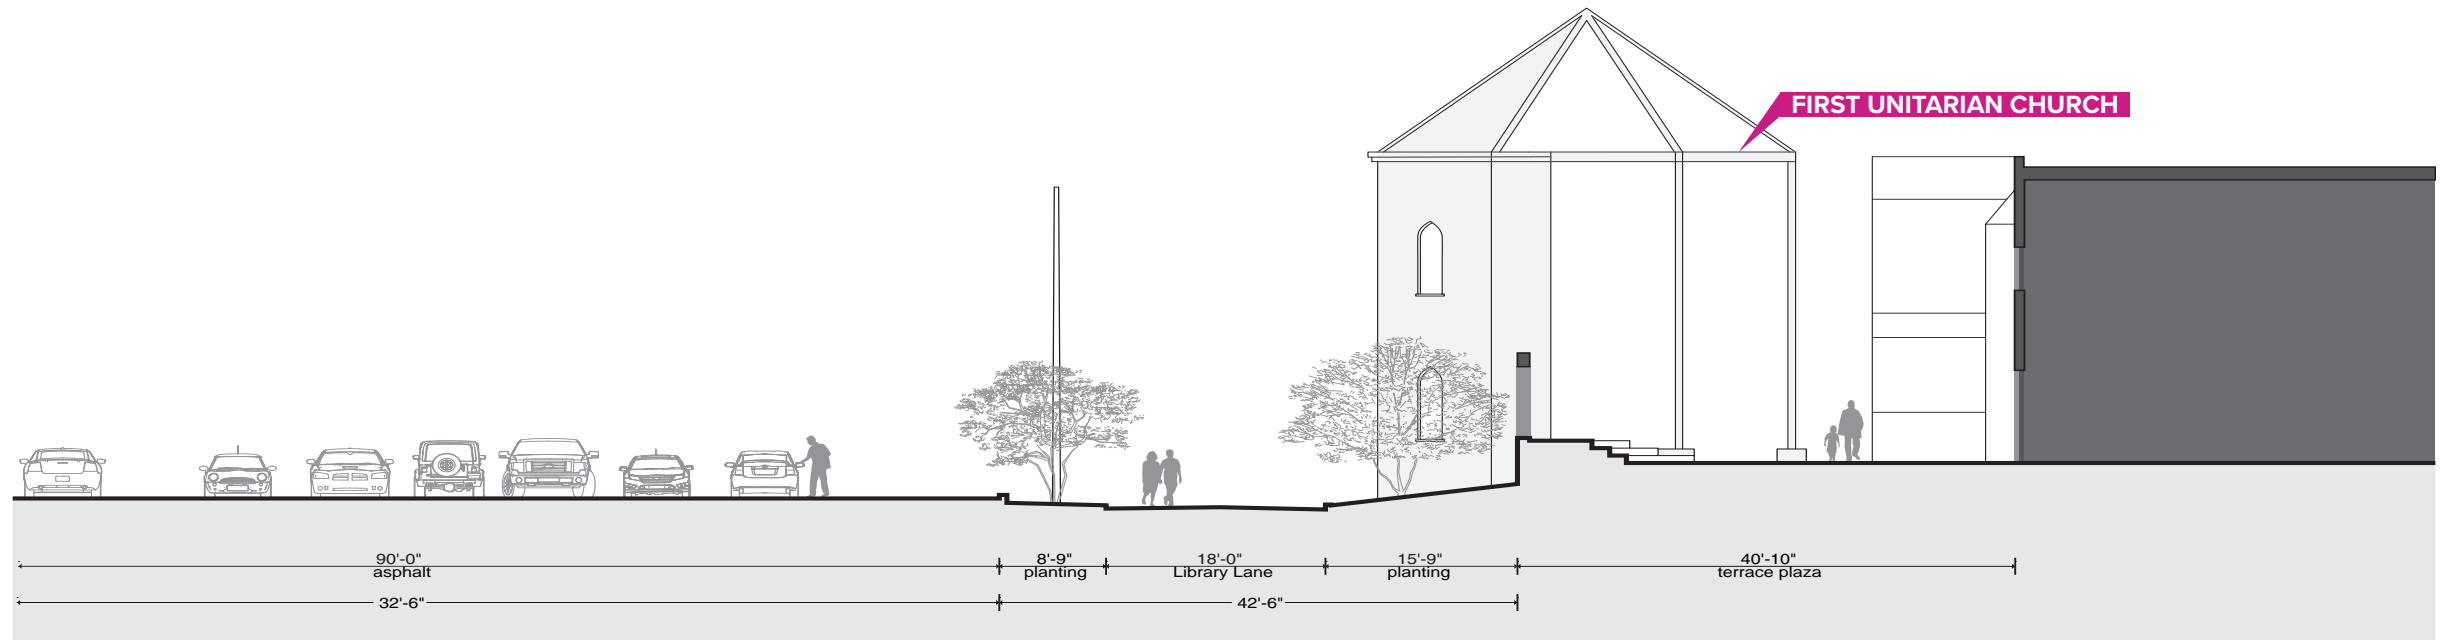 FIRST UNITARIAN CHURCH
90'-0"
asphalt
8'-9"
planting
18'-0"
Library Lane
15'-9"
planting
40'-10"
terrace plaza
32'-6"
42'-6"